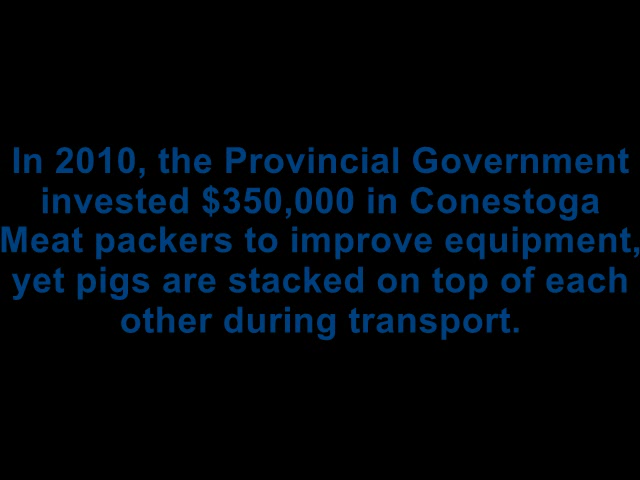 In 2010, the Provincial Government
invested $350,000 in Conestoga
Meat packers to improve equipment,
yet pigs are stacked on top of each
other during transport.